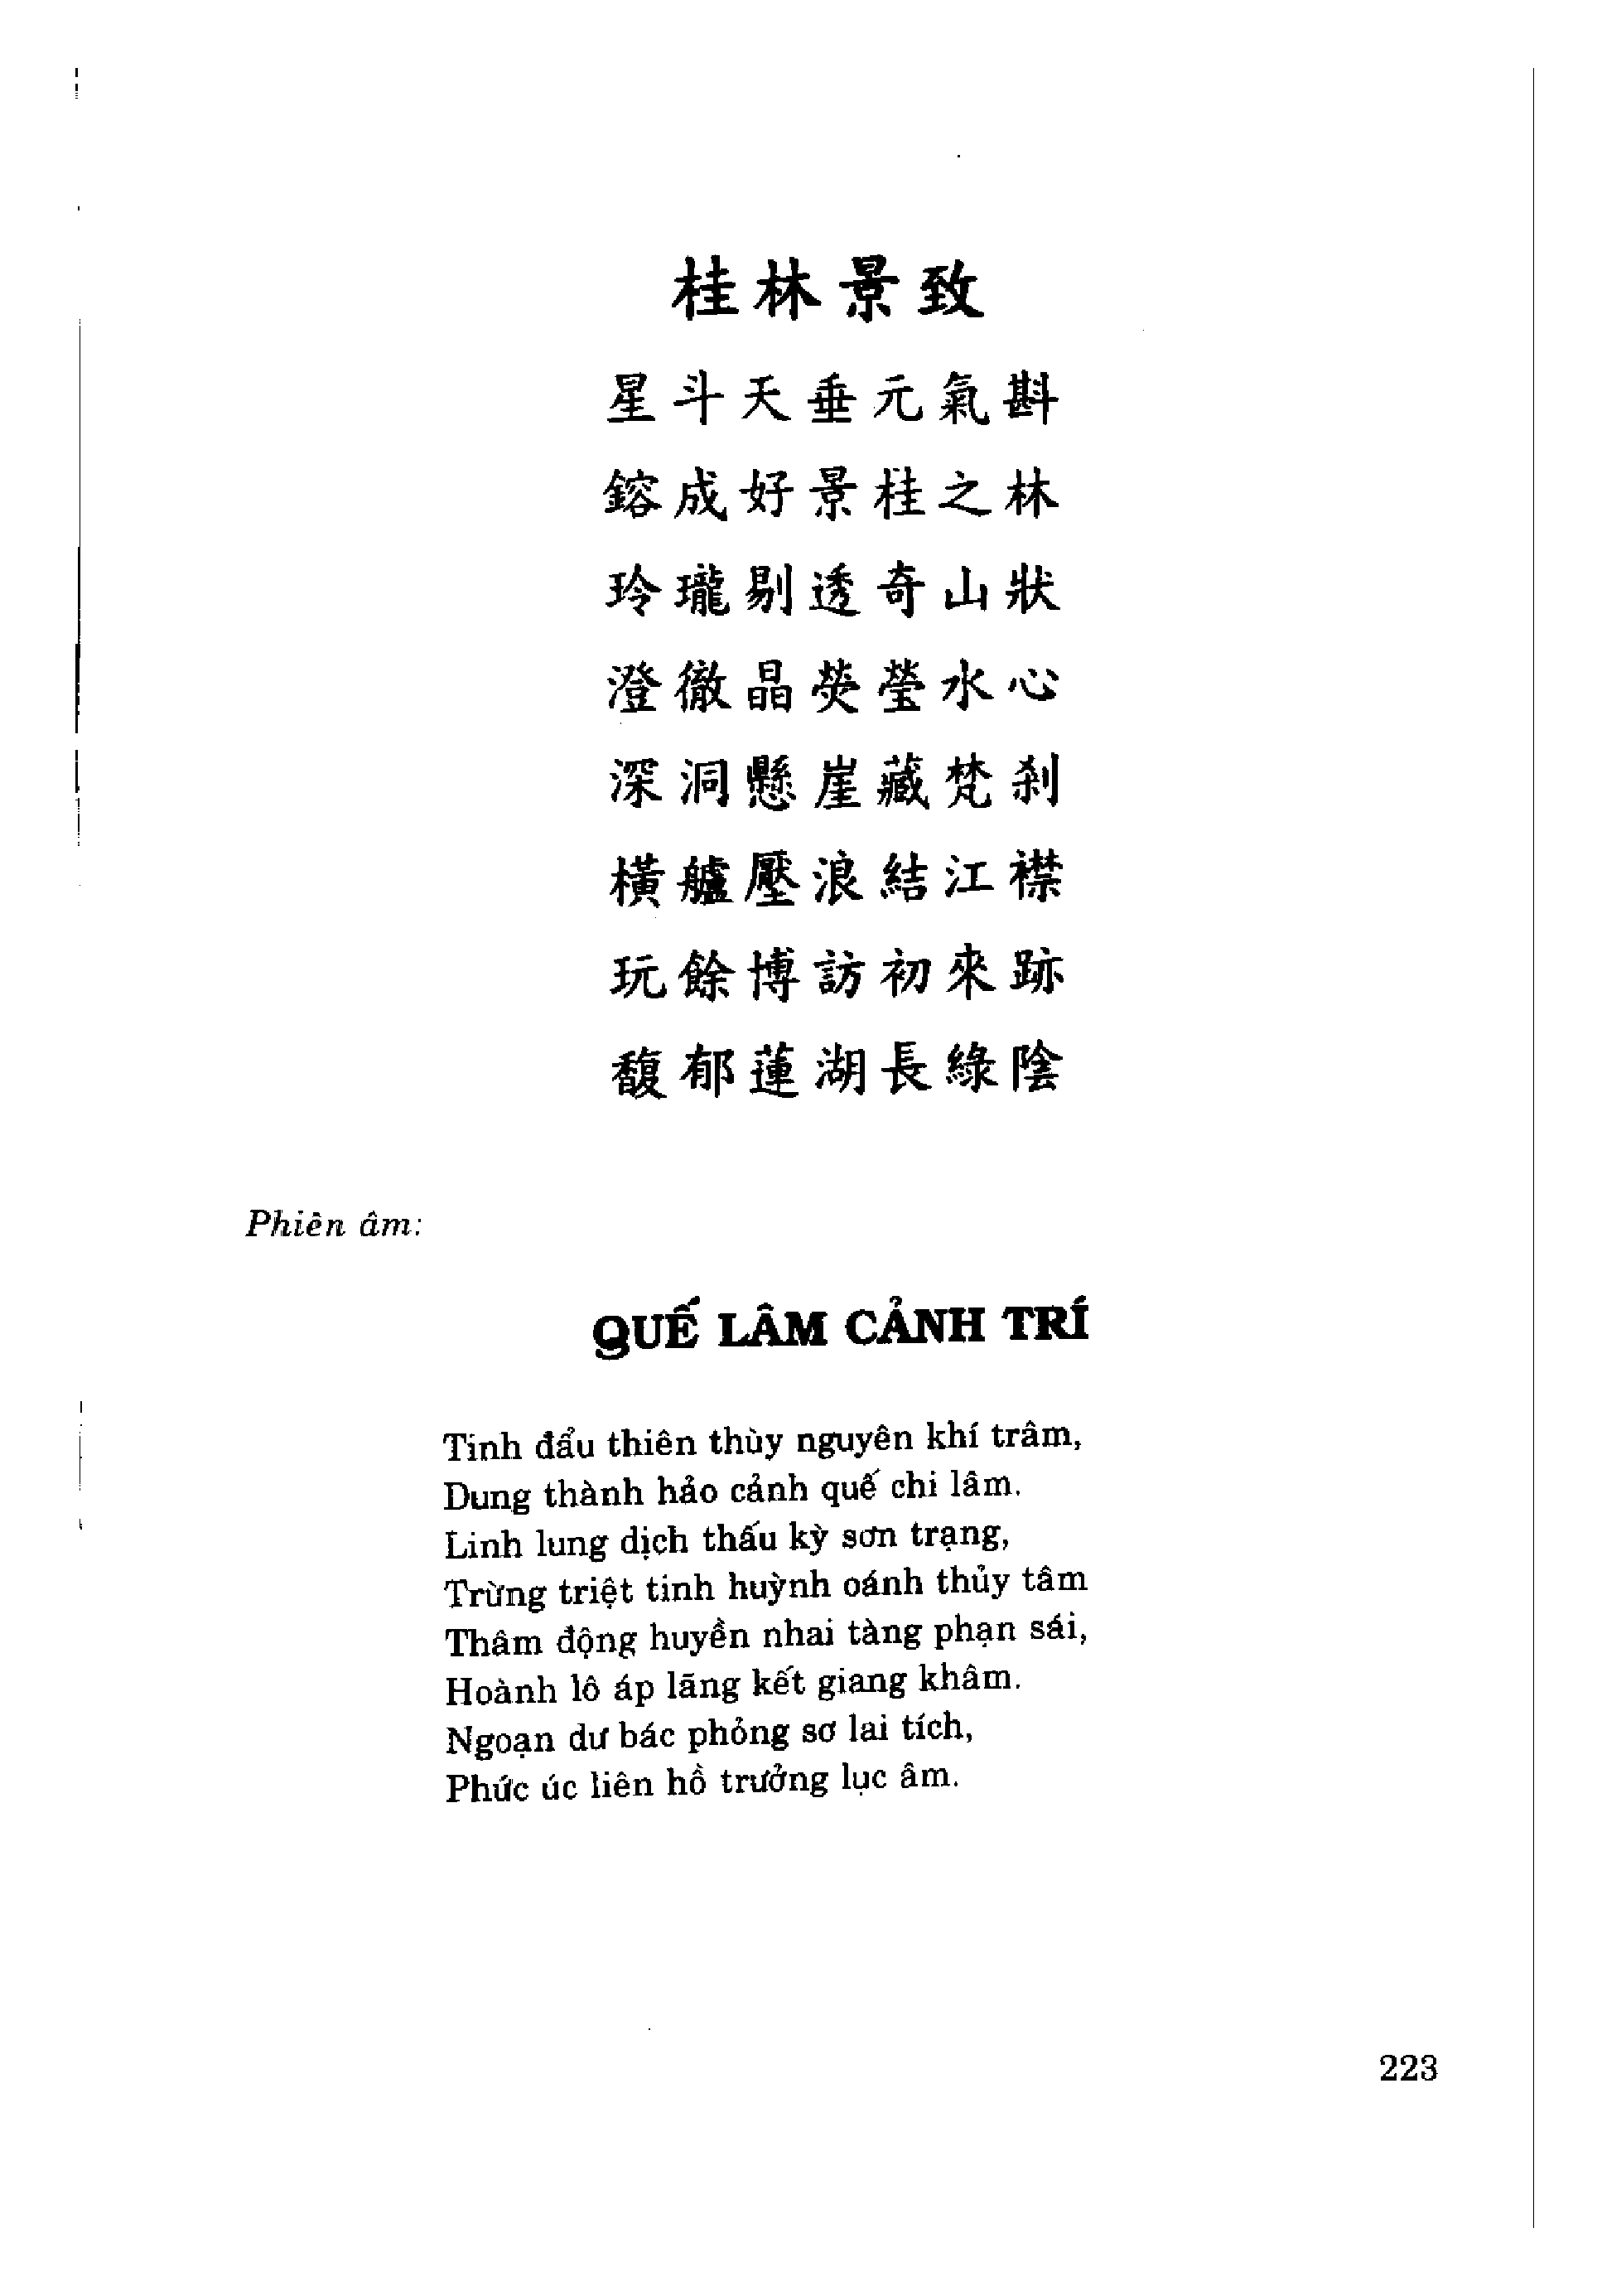 桂林景致
星斗天垂元氣斟
鎔成好景桂之林
玲瓏剔透奇山狀
澄徹晶熒瑩水心
深洞懸崖藏梵刹
橫艫壓浪結江襟
玩餘博訪初來跡
馥郁蓮湖長綠陰
Phiên âm:
QUẾ LÂM CẢNH TRÍ
Tinh đẩu thiên thùy nguyên khí trâm,
Dung thành hảo cảnh quế chi lâm.
Linh lung dịch thấu kỳ sơn trạng,
Trừng triệt tinh huỳnh oánh thủy tâm
Thâm động huyền nhai tàng phạn sái,
Hoành lô áp lãng kết giang khâm.
Ngoạn dư bác phỏng sơ lai tích,
Phức úc liên hồ trưởng lục âm.
223